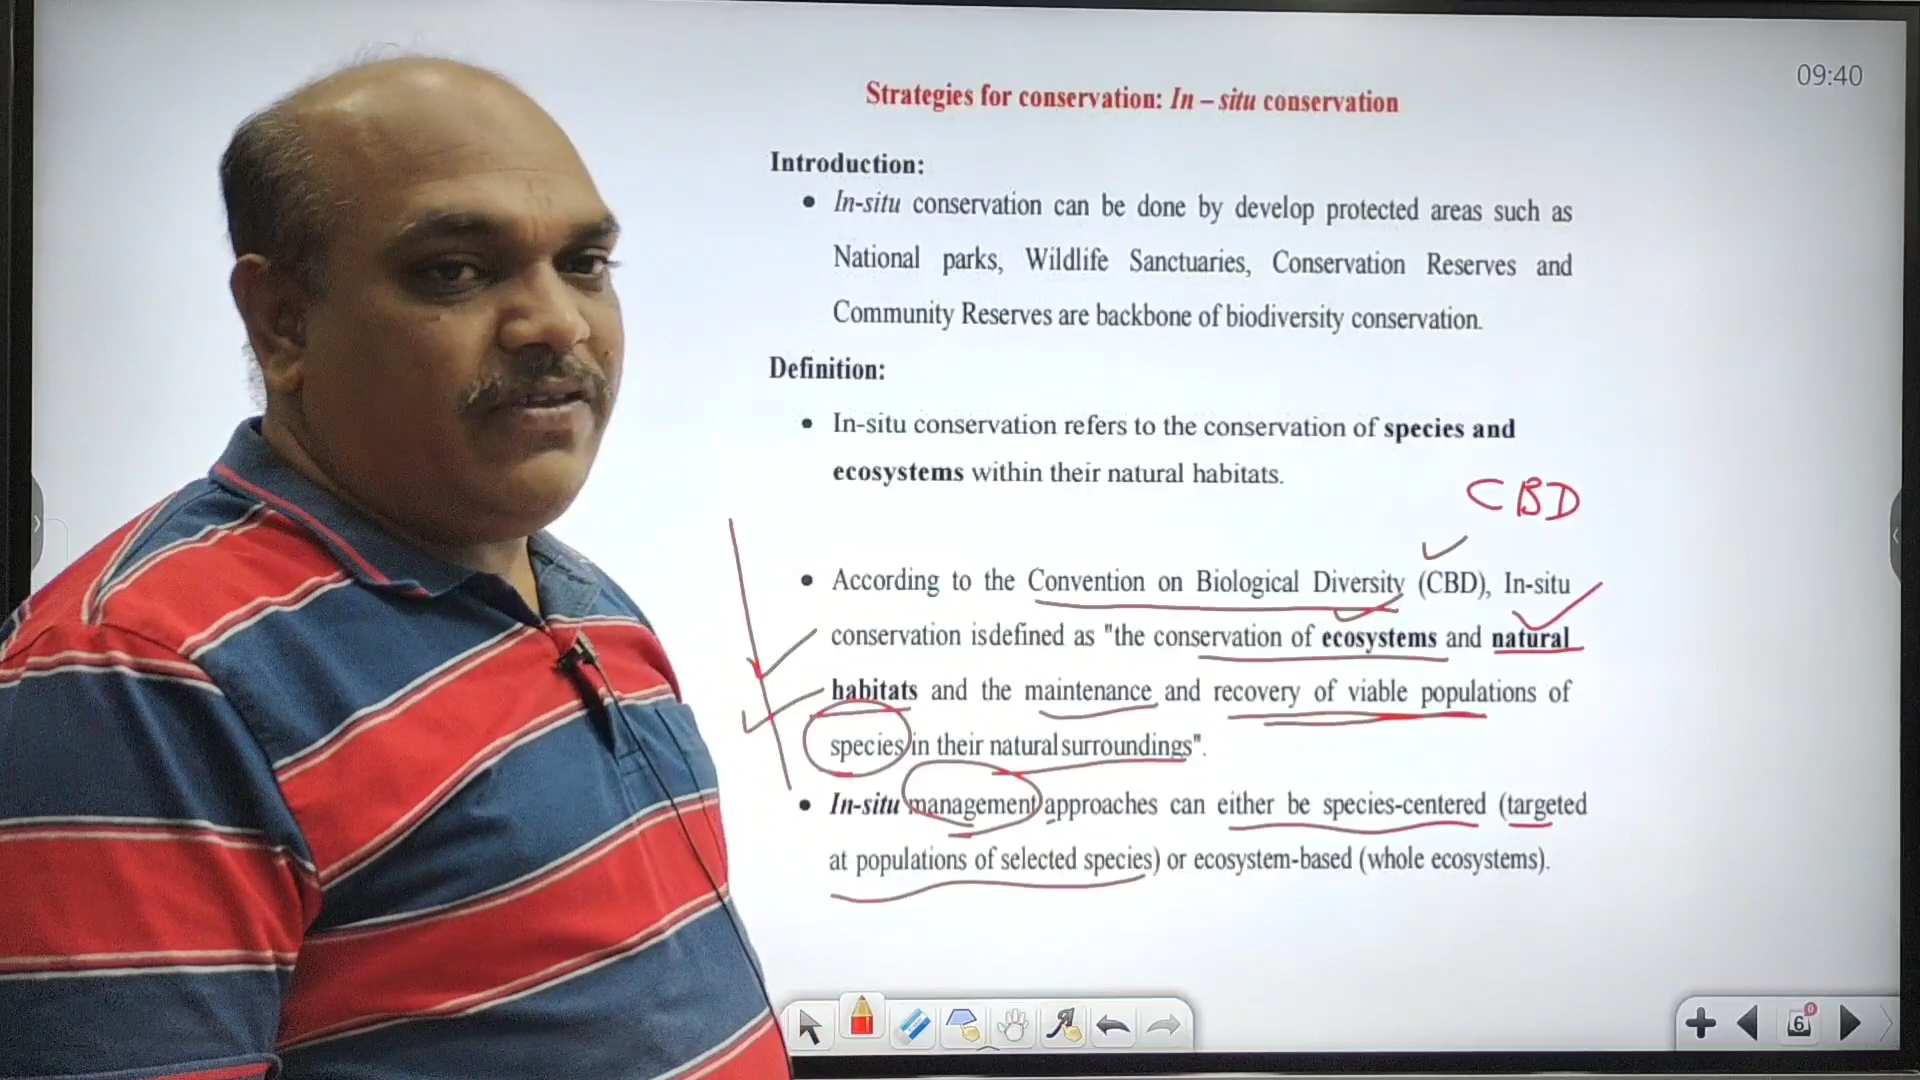 09:40
Strategies for conservation: In – situ conservation
Introduction:
• In-situ conservation can be done by develop protected areas such as
National parks, Wildlife Sanctuaries, Conservation Reserves and
Community Reserves are backbone of biodiversity conservation.
Definition:
• In-situ conservation refers to the conservation of species and
ecosystems within their natural habitats.
CBD
• According to the Convention on Biological Diversity (CBD), In-situ
conservation isdefined as "the conservation of ecosystems and natural
habitats and the maintenance and recovery of viable populations of
species in their natural surroundings".
• In-situ management approaches can either be species-centered (targeted
at populations of selected species) or ecosystem-based (whole ecosystems).
6
0